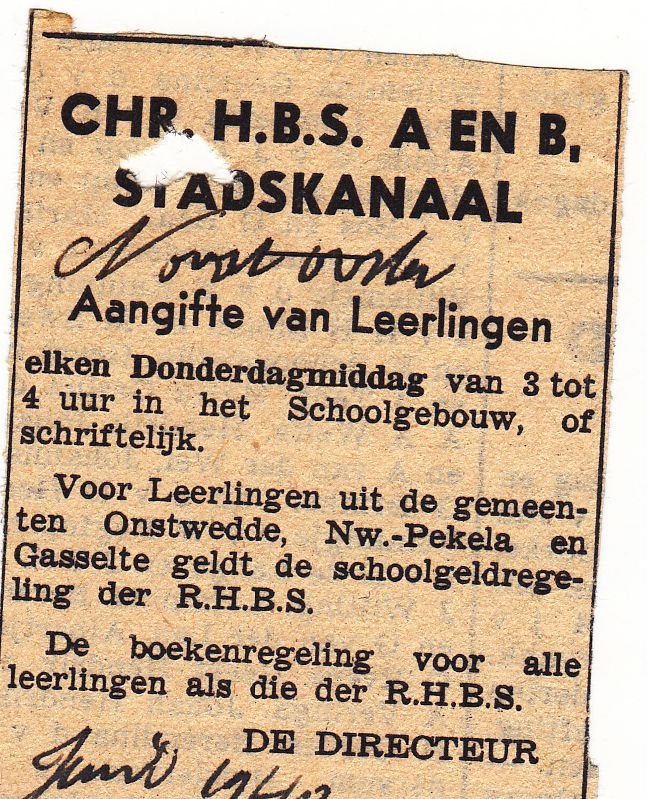 CHR. H.B.S. A EN B,
STADSKANAAL
Aangifte van Leerlingen
elken Donderdagmiddag van 3 tot
4 uur in het Schoolgebouw, of
schriftelijk.
Voor Leerlingen uit de gemeen-
ten Onstwedde, Nw.-Pekela en
Gasselte geldt de schoolgeldrege-
ling der R.H.B.S.
De boekenregeling voor alle
leerlingen als die der R.H.B.S.
DE DIRECTEUR
Juni